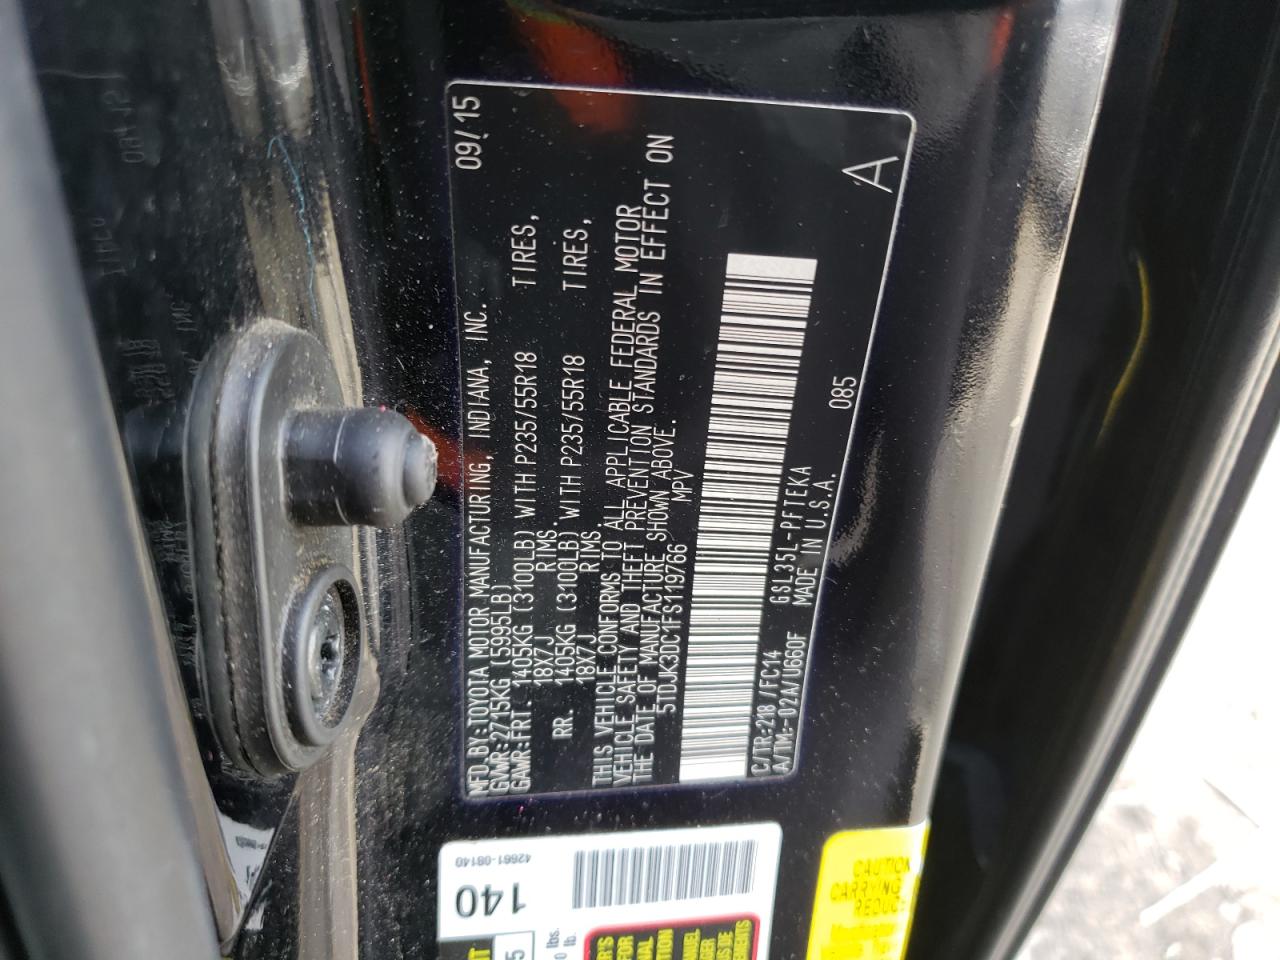 MFD.BY:TOYOTA MOTOR MANUFACTURING, INDIANA, INC. 09/15
GVWR:2715KG(5995LB)
GAWR:FRT. 1405KG(3100LB) WITH P235/55R18 TIRES,
18X7J RIMS.
RR. 1405KG(3100LB) WITH P235/55R18 TIRES,
18X7J RIMS.
THIS VEHICLE CONFORMS TO ALL APPLICABLE FEDERAL MOTOR
VEHICLE SAFETY AND THEFT PREVENTION STANDARDS IN EFFECT ON
THE DATE OF MANUFACTURE SHOWN ABOVE.
5TDJK3DC1FS119766 MPV
C/TR:218 /FC14 GSL35L-PFTEKA 085
A/TM:-02A/U660F MADE IN U.S.A.
A
140
42661-08140
CAUTION
CARRYING
REDUCE